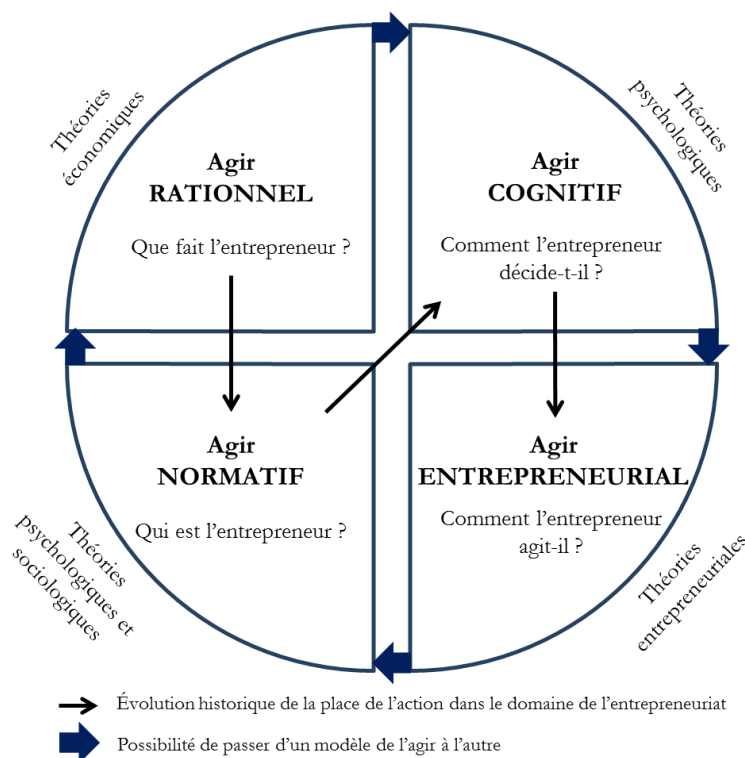 Théories
économiques
Agir
RATIONNEL
Que fait l'entrepreneur ?
Théories
psychologiques
Agir
COGNITIF
Comment l'entrepreneur
décide-t-il ?
Théories
psychologiques et
sociologiques
Agir
NORMATIF
Qui est l'entrepreneur ?
Agir
ENTREPRENEURIAL
Comment l'entrepreneur
agit-il ?
Théories
entrepreneuriales
Évolution historique de la place de l'action dans le domaine de l'entrepreneuriat
Possibilité de passer d'un modèle de l'agir à l'autre